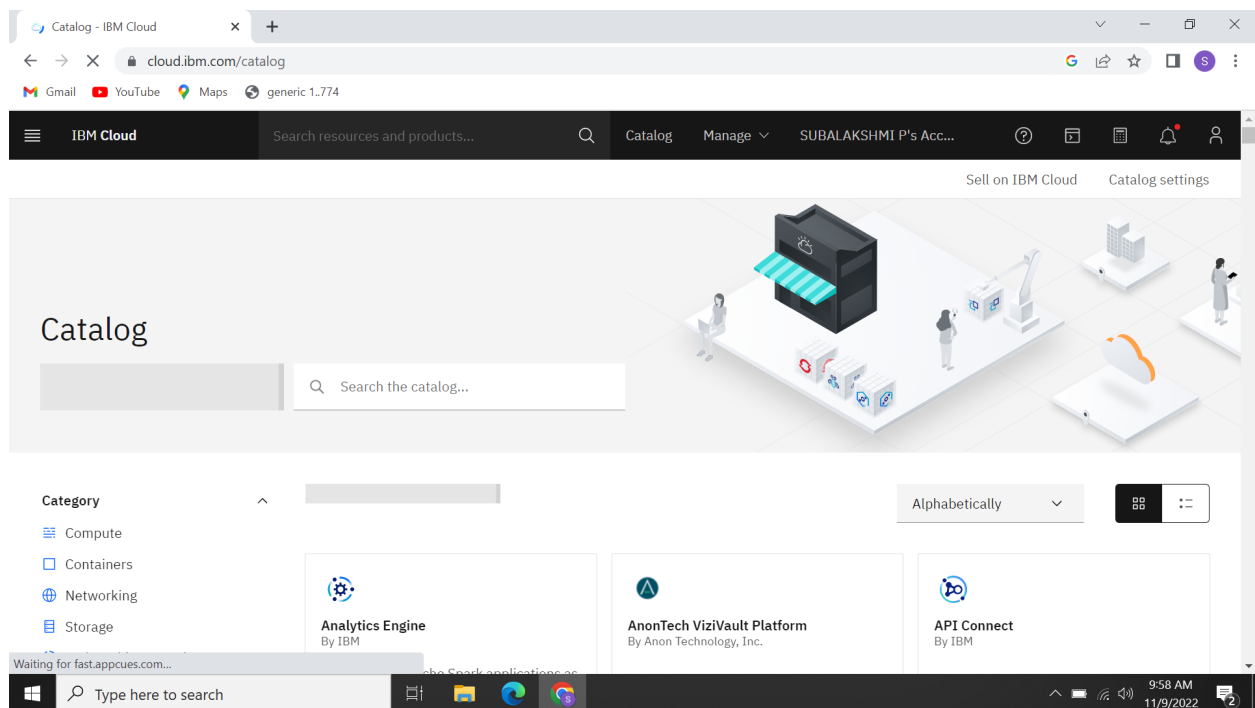 Catalog - IBM Cloud
cloud.ibm.com/catalog
G
S
Gmail YouTube Maps generic 1..774
IBM Cloud Search resources and products... Catalog Manage SUBALAKSHMI P's Acc...
Sell on IBM Cloud Catalog settings
Catalog
Search the catalog...
Category
Alphabetically
Compute
Containers
Networking
Storage
Analytics Engine
By IBM
AnonTech ViziVault Platform
By Anon Technology, Inc.
API Connect
By IBM
Spark applications as
Waiting for fast.appcues.com...
Type here to search
S
9:58 AM
11/9/2022
2